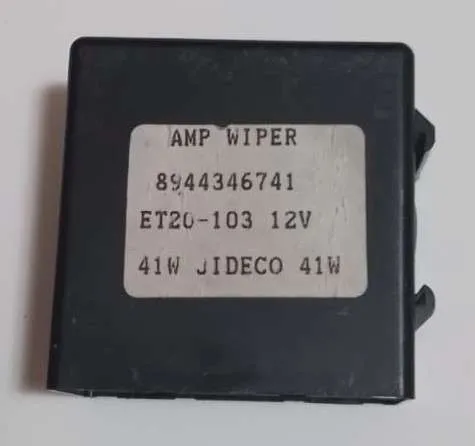 AMP WIPER
8944346741
ET20-103 12V
41W JIDECO 41W